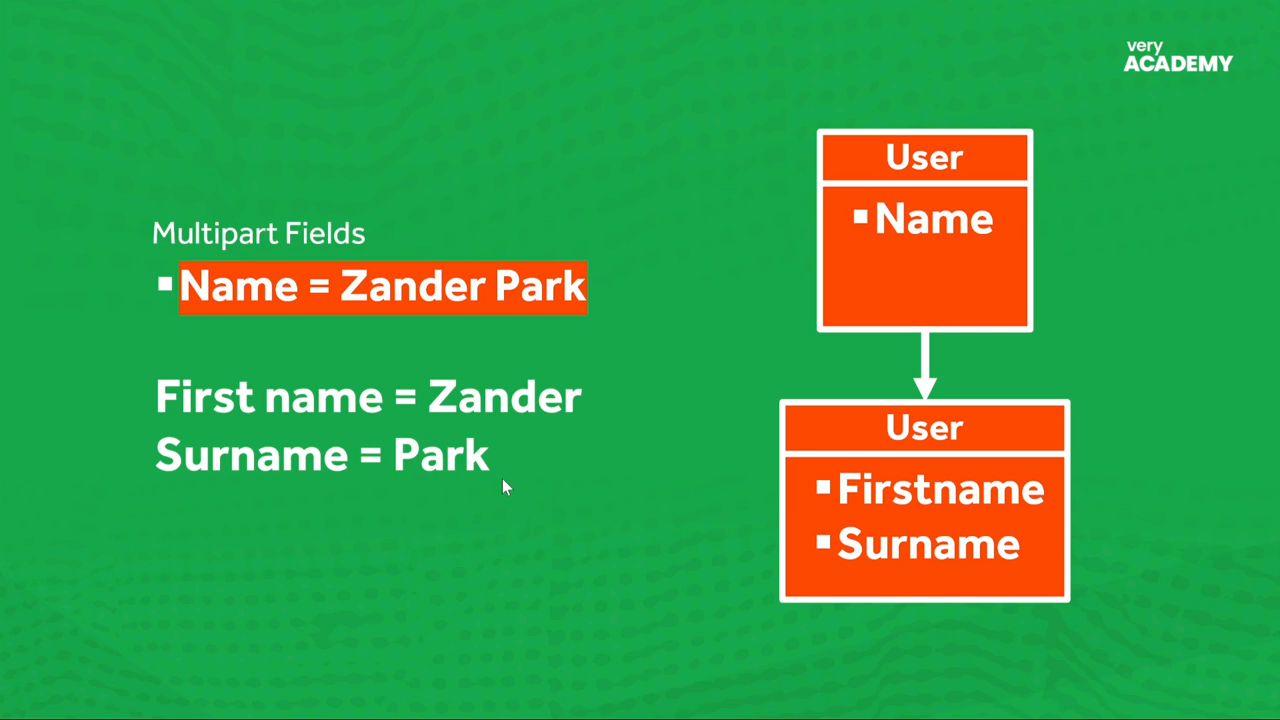 very
ACADEMY
Multipart Fields
▪Name = Zander Park
First name = Zander
Surname = Park
User
▪Name
User
▪Firstname
▪Surname